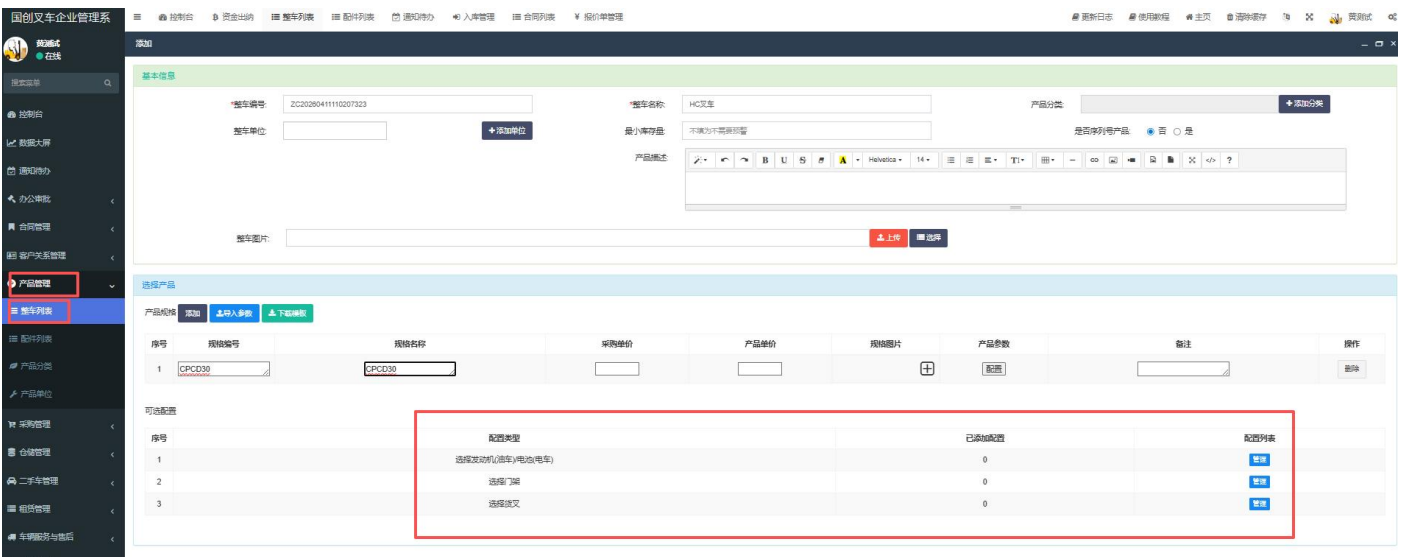 国创叉车企业管理系
控制台 资金出纳 整车列表 配件列表 通知待办 入库管理 合同列表 ¥ 报价单管理
更新日志 使用教程 主页 清除缓存 黄测试
黄测试
在线
搜索菜单
控制台
数据大屏
通知待办
办公审批
合同管理
客户关系管理
产品管理
整车列表
配件列表
产品分类
产品单位
采购管理
仓储管理
二手车管理
租赁管理
车辆服务与售后
添加
基本信息
*整车编号: ZC20260411110207323 *整车名称: HC叉车 产品分类: +添加分类
整车单位: +添加单位 最小库存量: 不填为不需要预警 是否序列号产品: 否 是
产品描述: B U S A Helvetica 14 ?
整车图片: 上传 选择
选择产品
产品规格 添加 导入参数 下载模板
序号 规格编号 规格名称 采购单价 产品单价 规格图片 产品参数 备注 操作
1 CPCD30 CPCD30 配置 删除
可选配置
序号 配置类型 已添加配置 配置列表
1 选择发动机(油车)/电池(电车) 0 管理
2 选择门架 0 管理
3 选择货叉 0 管理